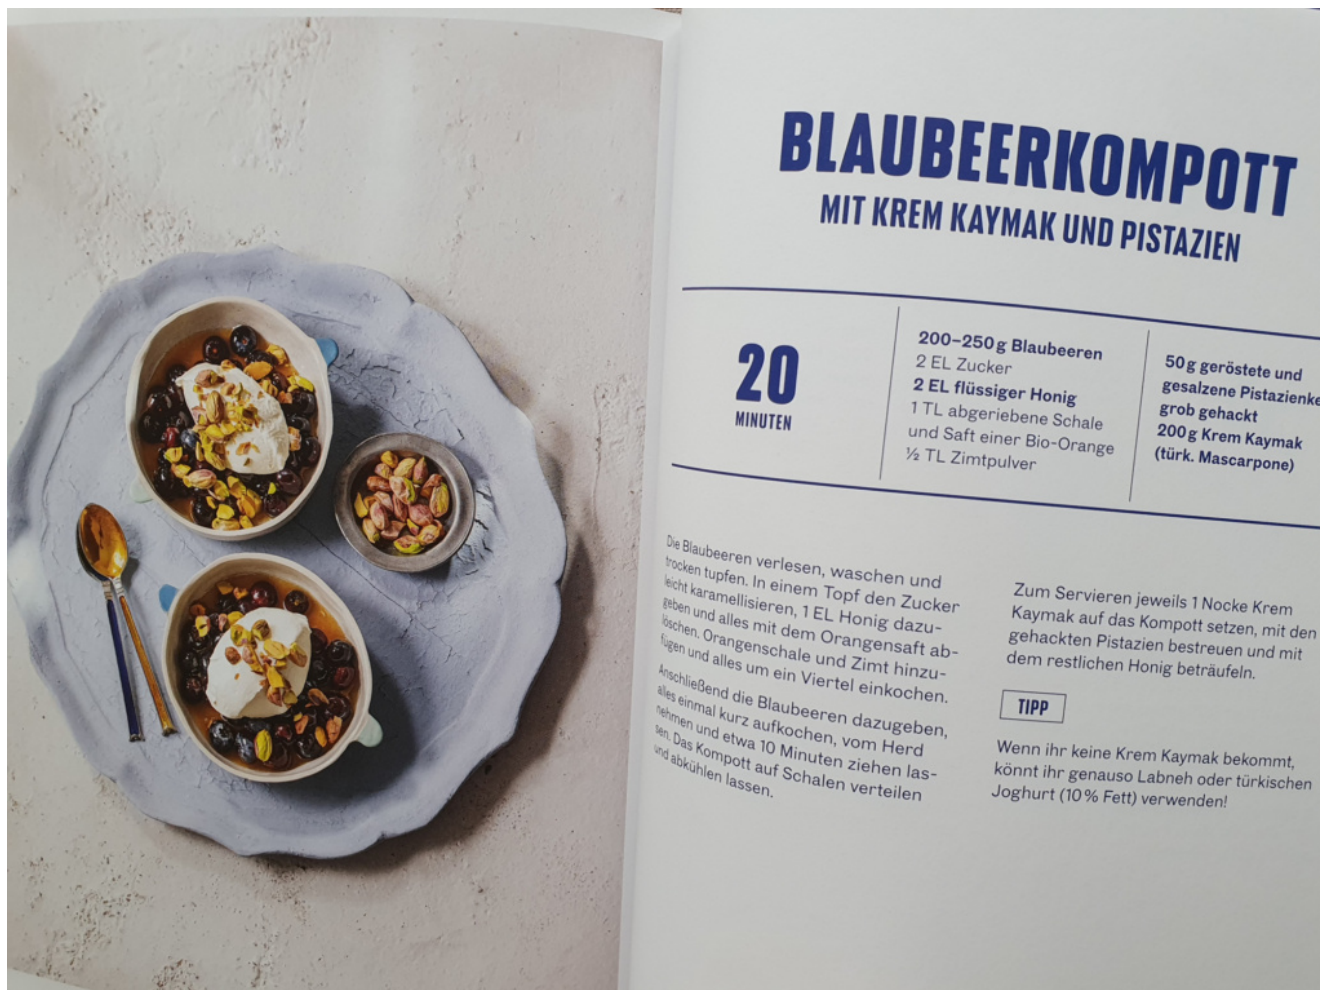 BLAUBEERKOMPOTT
MIT KREM KAYMAK UND PISTAZIEN
20
MINUTEN
200–250 g Blaubeeren
2 EL Zucker
2 EL flüssiger Honig
1 TL abgeriebene Schale
und Saft einer Bio-Orange
½ TL Zimtpulver
50 g geröstete und
gesalzene Pistazienke
grob gehackt
200 g Krem Kaymak
(türk. Mascarpone)
Die Blaubeeren verlesen, waschen und
trocken tupfen. In einem Topf den Zucker
leicht karamellisieren, 1 EL Honig dazu-
geben und alles mit dem Orangensaft ab-
löschen. Orangenschale und Zimt hinzu-
fügen und alles um ein Viertel einkochen.
Anschließend die Blaubeeren dazugeben,
alles einmal kurz aufkochen, vom Herd
nehmen und etwa 10 Minuten ziehen las-
sen. Das Kompott auf Schalen verteilen
und abkühlen lassen.
Zum Servieren jeweils 1 Nocke Krem
Kaymak auf das Kompott setzen, mit den
gehackten Pistazien bestreuen und mit
dem restlichen Honig beträufeln.
TIPP
Wenn ihr keine Krem Kaymak bekommt,
könnt ihr genauso Labneh oder türkischen
Joghurt (10 % Fett) verwenden!